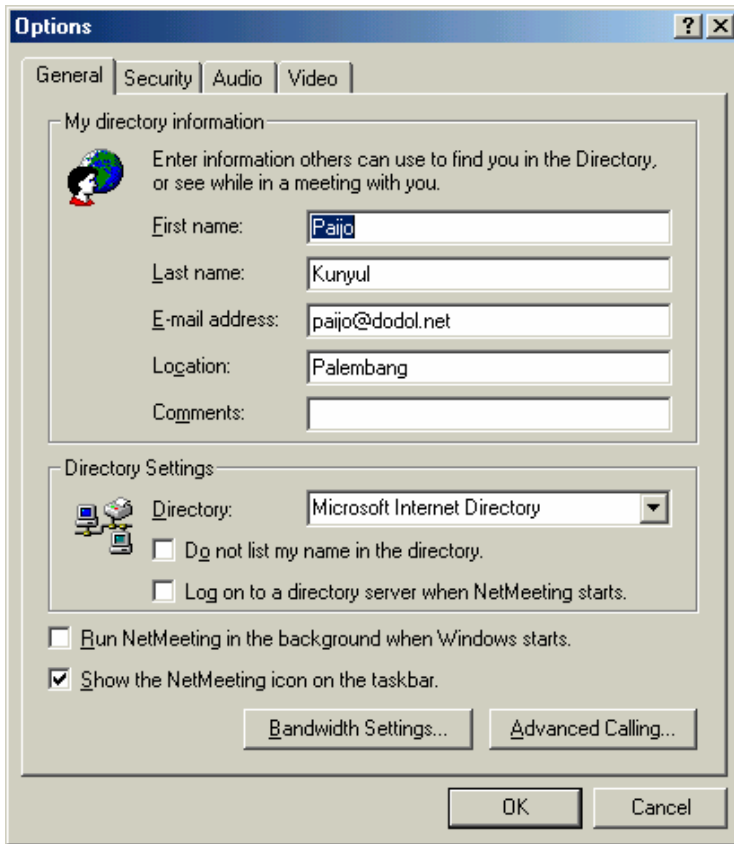 Options
General Security Audio Video
My directory information
Enter information others can use to find you in the Directory,
or see while in a meeting with you.
First name: Paijo
Last name: Kunyul
E-mail address: paijo@dodol.net
Location: Palembang
Comments:
Directory Settings
Directory: Microsoft Internet Directory
Do not list my name in the directory.
Log on to a directory server when NetMeeting starts.
Run NetMeeting in the background when Windows starts.
Show the NetMeeting icon on the taskbar.
Bandwidth Settings... Advanced Calling...
OK Cancel